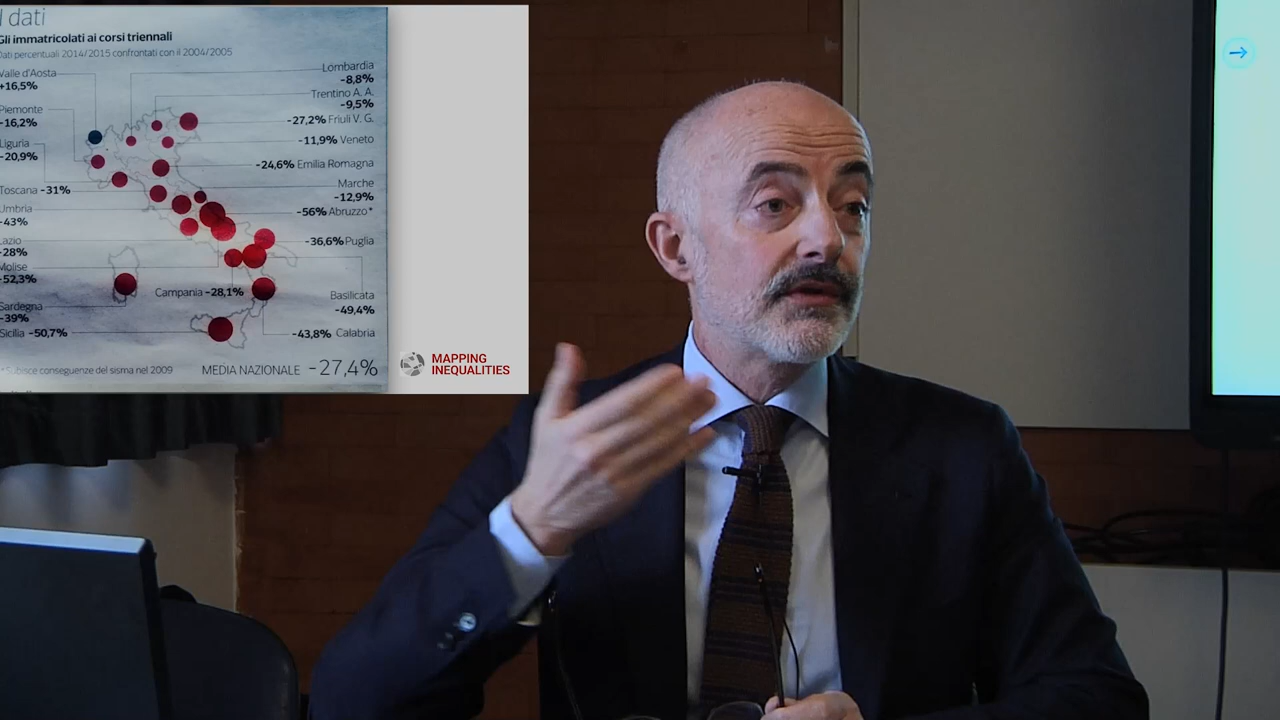 I dati
Gli immatricolati ai corsi triennali
Dati percentuali 2014/2015 confrontati con il 2004/2005
Valle d'Aosta
+16,5%
Piemonte
-16,2%
Liguria
-20,9%
Toscana -31%
Umbria
-43%
Lazio
-28%
Molise
-52,3%
Sardegna
-39%
Sicilia -50,7%
Lombardia
-8,8%
Trentino A. A.
-9,5%
-27,2% Friuli V. G.
-11,9% Veneto
-24,6% Emilia Romagna
Marche
-12,9%
-56% Abruzzo*
-36,6% Puglia
Campania -28,1%
Basilicata
-49,4%
-43,8% Calabria
*Subisce conseguenze del sisma nel 2009
MEDIA NAZIONALE -27,4%
MAPPING
INEQUALITIES